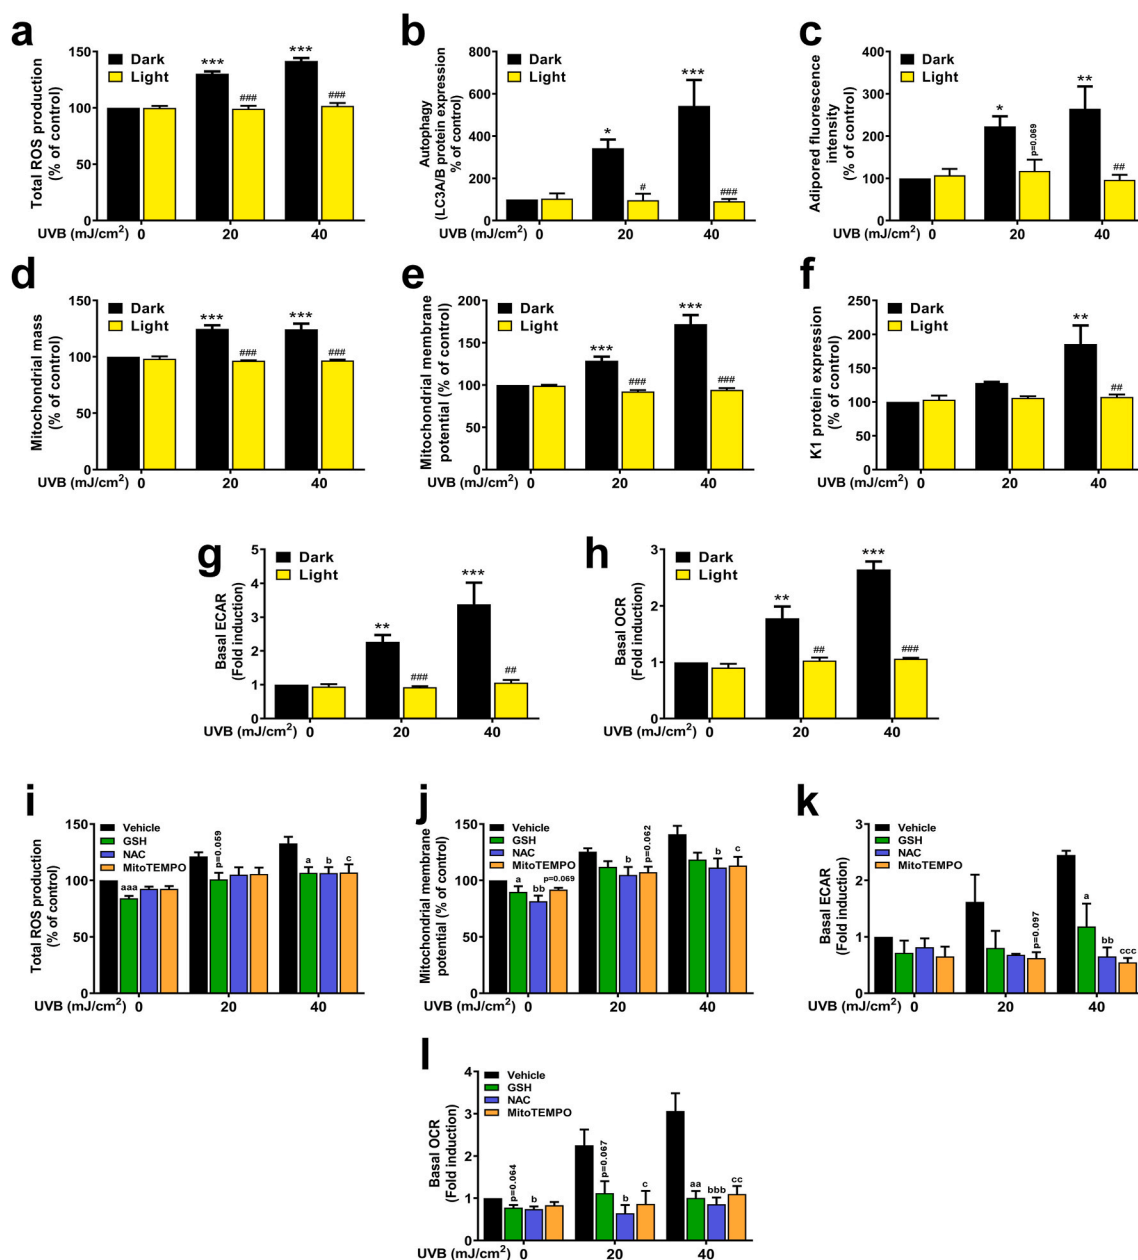 a
Total ROS production
(% of control)
150
100
50
0
Dark
Light
***
***
###
###
UVB (mJ/cm²)
0
20
40
b
Autophagy
(LC3A/B protein expression
% of control)
800
600
400
200
0
Dark
Light
*
***
#
###
UVB (mJ/cm²)
0
20
40
c
Adipored fluorescence
intensity
(% of control)
400
300
200
100
0
Dark
Light
*
**
p=0.069
##
UVB (mJ/cm²)
0
20
40
d
Mitochondrial mass
(% of control)
150
100
50
0
Dark
Light
***
***
###
###
UVB (mJ/cm²)
0
20
40
e
Mitochondrial membrane
potential (% of control)
200
150
100
50
0
Dark
Light
***
***
###
###
UVB (mJ/cm²)
0
20
40
f
K1 protein expression
(% of control)
250
200
150
100
50
0
Dark
Light
**
##
UVB (mJ/cm²)
0
20
40
g
Basal ECAR
(Fold induction)
5
4
3
2
1
0
Dark
Light
**
***
###
##
UVB (mJ/cm²)
0
20
40
h
Basal OCR
(Fold induction)
3
2
1
0
Dark
Light
**
***
##
###
UVB (mJ/cm²)
0
20
40
i
Total ROS production
(% of control)
150
100
50
0
Vehicle
GSH
NAC
MitoTEMPO
aaa
p=0.059
a
b
c
UVB (mJ/cm²)
0
20
40
j
Mitochondrial membrane
potential (% of control)
150
100
50
0
Vehicle
GSH
NAC
MitoTEMPO
a
bb
p=0.069
b
p=0.062
b
c
UVB (mJ/cm²)
0
20
40
k
Basal ECAR
(Fold induction)
3
2
1
0
Vehicle
GSH
NAC
MitoTEMPO
p=0.097
a
bb
ccc
UVB (mJ/cm²)
0
20
40
l
Basal OCR
(Fold induction)
4
3
2
1
0
Vehicle
GSH
NAC
MitoTEMPO
p=0.064
b
p=0.067
b
c
aa
bbb
cc
UVB (mJ/cm²)
0
20
40